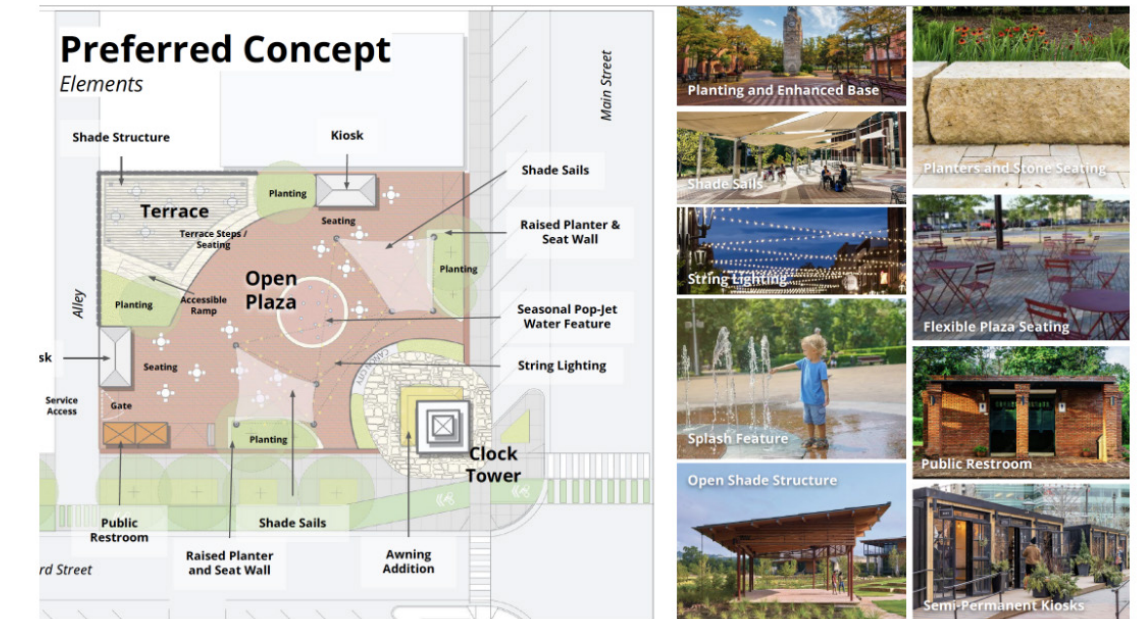 Preferred Concept
Elements
Main Street
Shade Structure
Kiosk
Shade Sails
Planting
Terrace
Seating
Raised Planter &
Seat Wall
Terrace Steps /
Seating
Open
Plaza
Planting
Alley
Planting
Accessible
Ramp
Seasonal Pop-Jet
Water Feature
sk
Seating
String Lighting
Service
Access
Gate
Planting
Clock
Tower
Public
Restroom
Shade Sails
Raised Planter
and Seat Wall
Awning
Addition
rd Street
Planting and Enhanced Base
Shade Sails
String Lighting
Splash Feature
Open Shade Structure
Planters and Stone Seating
Flexible Plaza Seating
Public Restroom
Semi-Permanent Kiosks